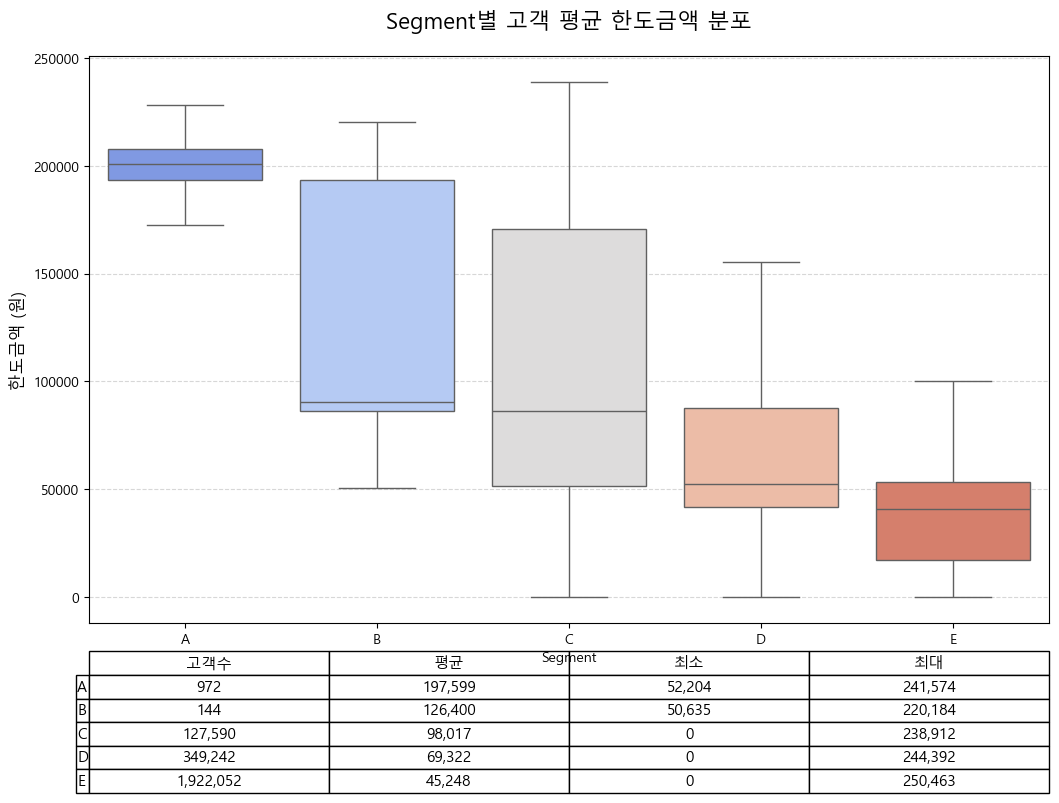 Segment별 고객 평균 한도금액 분포
한도금액 (원)
250000
200000
150000
100000
50000
0
A B C D E
Segment
고객수 평균 최소 최대
A 972 197,599 52,204 241,574
B 144 126,400 50,635 220,184
C 127,590 98,017 0 238,912
D 349,242 69,322 0 244,392
E 1,922,052 45,248 0 250,463